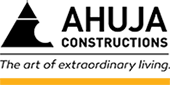 AHUJA
CONSTRUCTIONS
The art of extraordinary living.